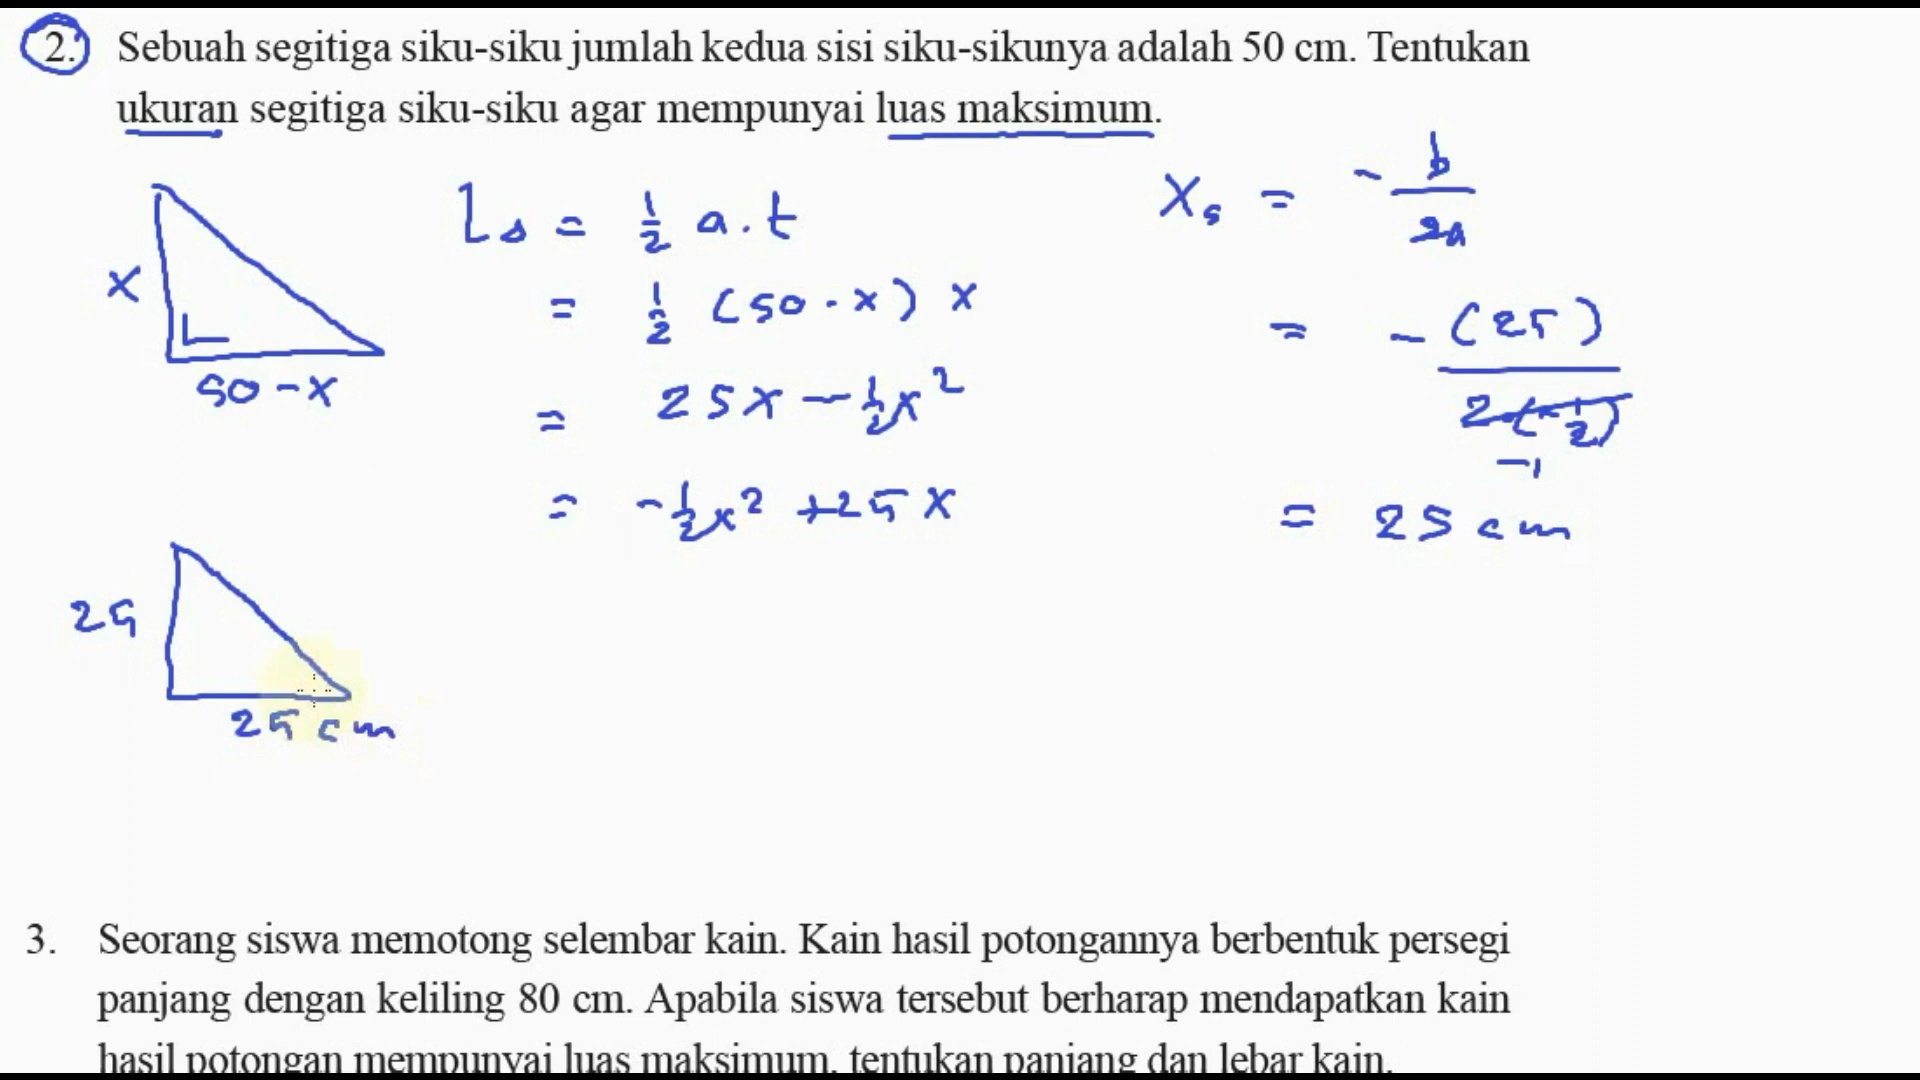 2. Sebuah segitiga siku-siku jumlah kedua sisi siku-sikunya adalah 50 cm. Tentukan
ukuran segitiga siku-siku agar mempunyai luas maksimum.
x
50 - x
L△ = 1/2 a.t
= 1/2 (50 - x) x
= 25x - 1/2x²
= -1/2x² + 25x
Xs = - b/2a
= -(25)/2(-1/2)
-1
= 25 cm
25
25 cm
3. Seorang siswa memotong selembar kain. Kain hasil potongannya berbentuk persegi
panjang dengan keliling 80 cm. Apabila siswa tersebut berharap mendapatkan kain
hasil potongan mempunyai luas maksimum, tentukan panjang dan lebar kain.